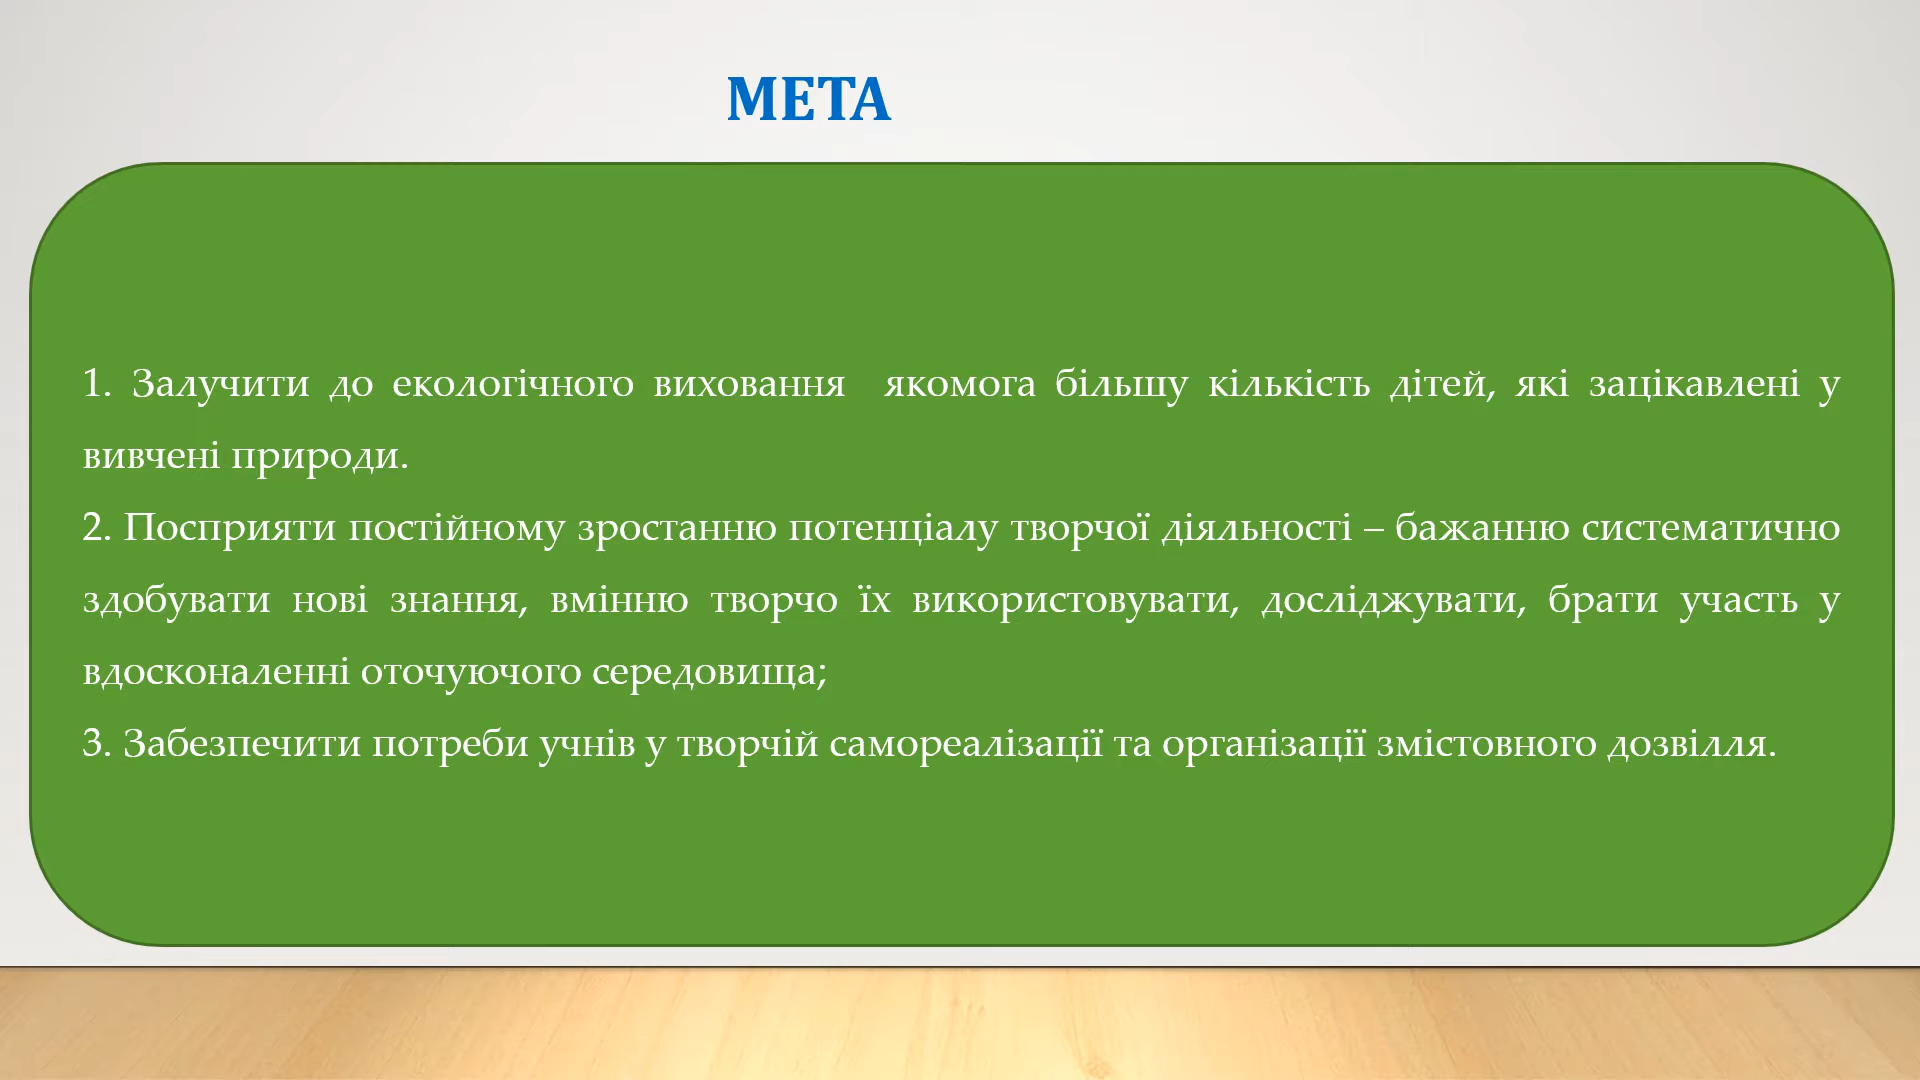 МЕТА
1. Залучити до екологічного виховання якомога більшу кількість дітей, які зацікавлені у
вивчені природи.
2. Посприяти постійному зростанню потенціалу творчої діяльності – бажанню систематично
здобувати нові знання, вмінню творчо їх використовувати, досліджувати, брати участь у
вдосконаленні оточуючого середовища;
3. Забезпечити потреби учнів у творчій самореалізації та організації змістовного дозвілля.